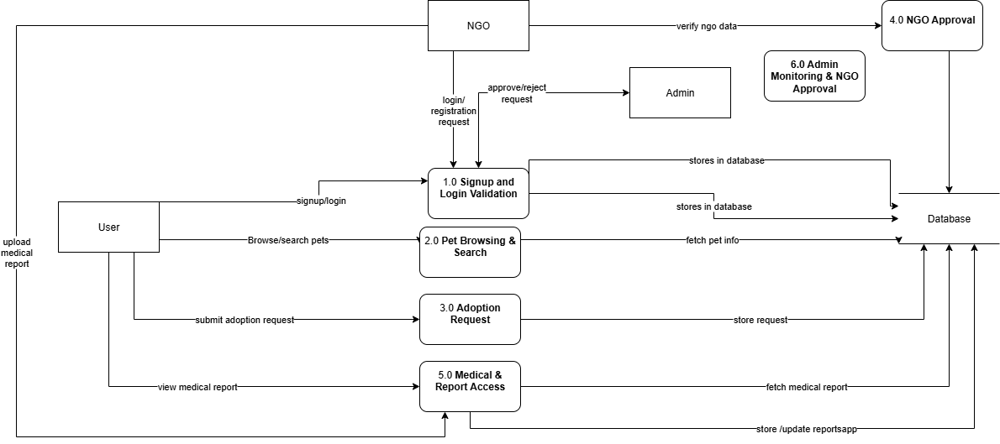 NGO
verify ngo data
4.0 NGO Approval
6.0 Admin
Monitoring & NGO
Approval
approve/reject
request
Admin
login/
registration
request
stores in database
1.0 Signup and
Login Validation
signup/login
stores in database
User
Database
upload
medical
report
Browse/search pets
2.0 Pet Browsing &
Search
fetch pet info
3.0 Adoption
Request
submit adoption request
store request
5.0 Medical &
Report Access
view medical report
fetch medical report
store /update reportsapp